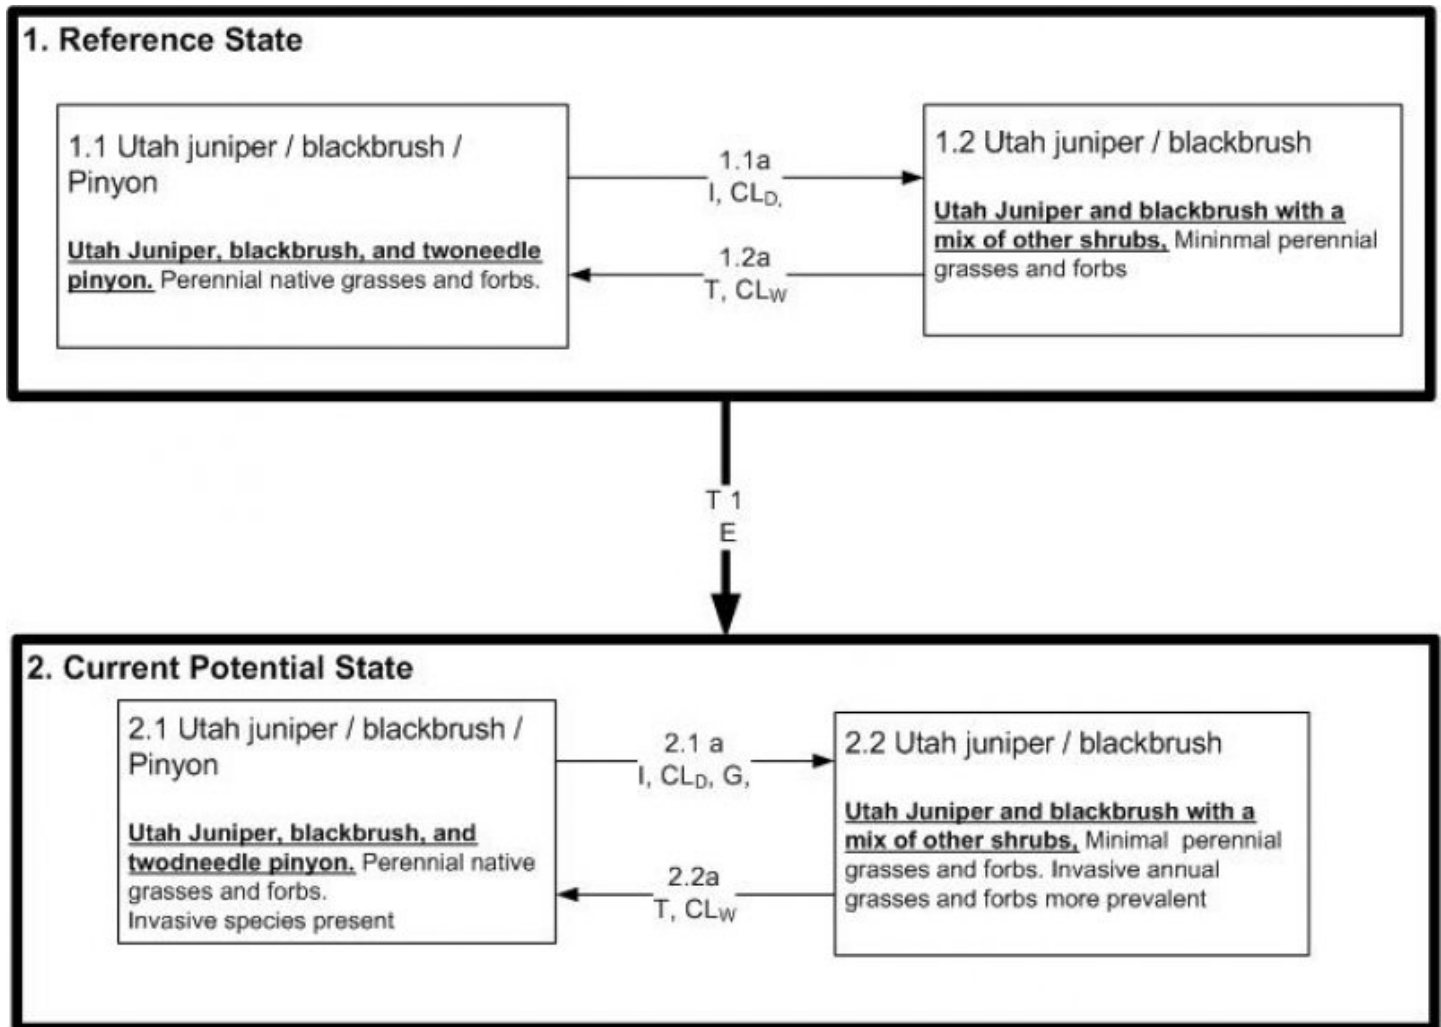 1. Reference State
1.1 Utah juniper / blackbrush /
Pinyon
Utah Juniper, blackbrush, and twoneedle
pinyon. Perennial native grasses and forbs.
1.1a
I, CLD,
1.2a
T, CLW
1.2 Utah juniper / blackbrush
Utah Juniper and blackbrush with a
mix of other shrubs, Mininmal perennial
grasses and forbs
T 1
E
2. Current Potential State
2.1 Utah juniper / blackbrush /
Pinyon
Utah Juniper, blackbrush, and
twodneedle pinyon. Perennial native
grasses and forbs.
Invasive species present
2.1 a
I, CLD, G,
2.2a
T, CLW
2.2 Utah juniper / blackbrush
Utah Juniper and blackbrush with a
mix of other shrubs, Minimal perennial
grasses and forbs. Invasive annual
grasses and forbs more prevalent